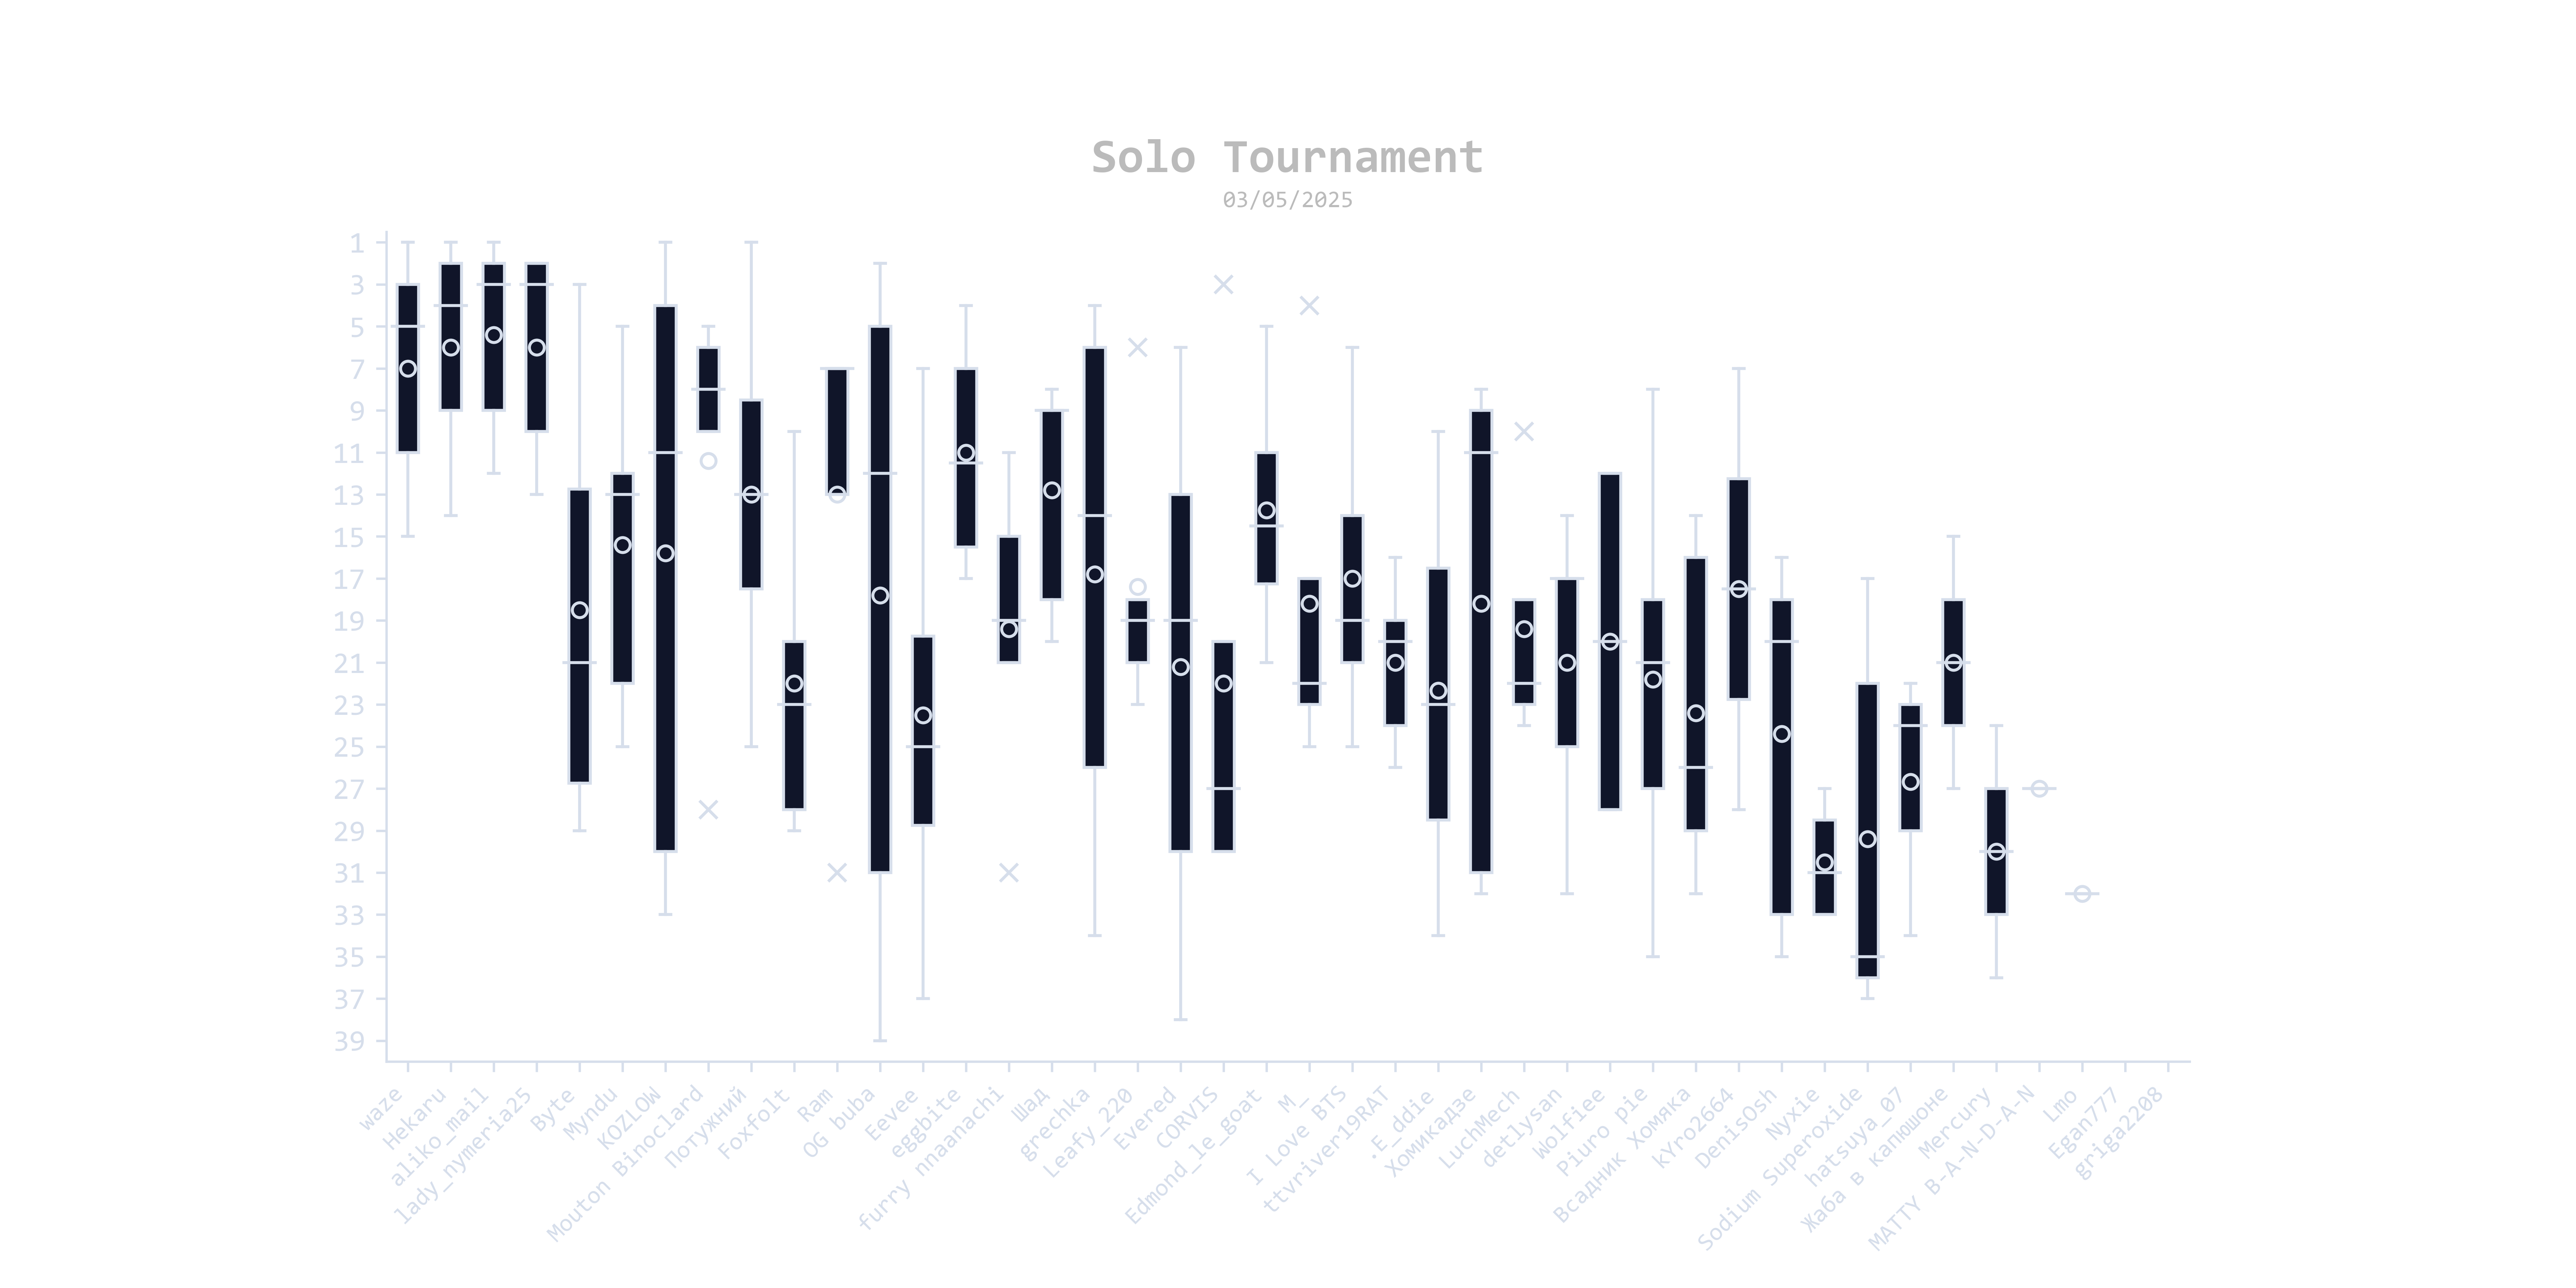 Solo Tournament
03/05/2025
1
3
5
7
9
11
13
15
17
19
21
23
25
27
29
31
33
35
37
39
waze
Hekaru
aliko_mail
lady_nymeria25
Byte
Myndu
KOZLOW
Mouton Binoclard
Потужний
Foxfolt
Ram
OG buba
Eevee
eggbite
furry nnanachi
Шад
grechka
Leafy_220
Evered
CORVIS
Edmond_le_goat
M_
I Love BTS
ttvriver19RAT
.E_ddie
Хомикадзе
LuchMech
detlysan
Wolfiee
Piuro pie
Всадник Хомяка
kYro2664
DenisOsh
Nyxie
Sodium Superoxide
hatsuya_07
Жаба в капюшоне
Mercury
MATTY B-A-N-D-A-N
Lmo
Egan777
griga2208